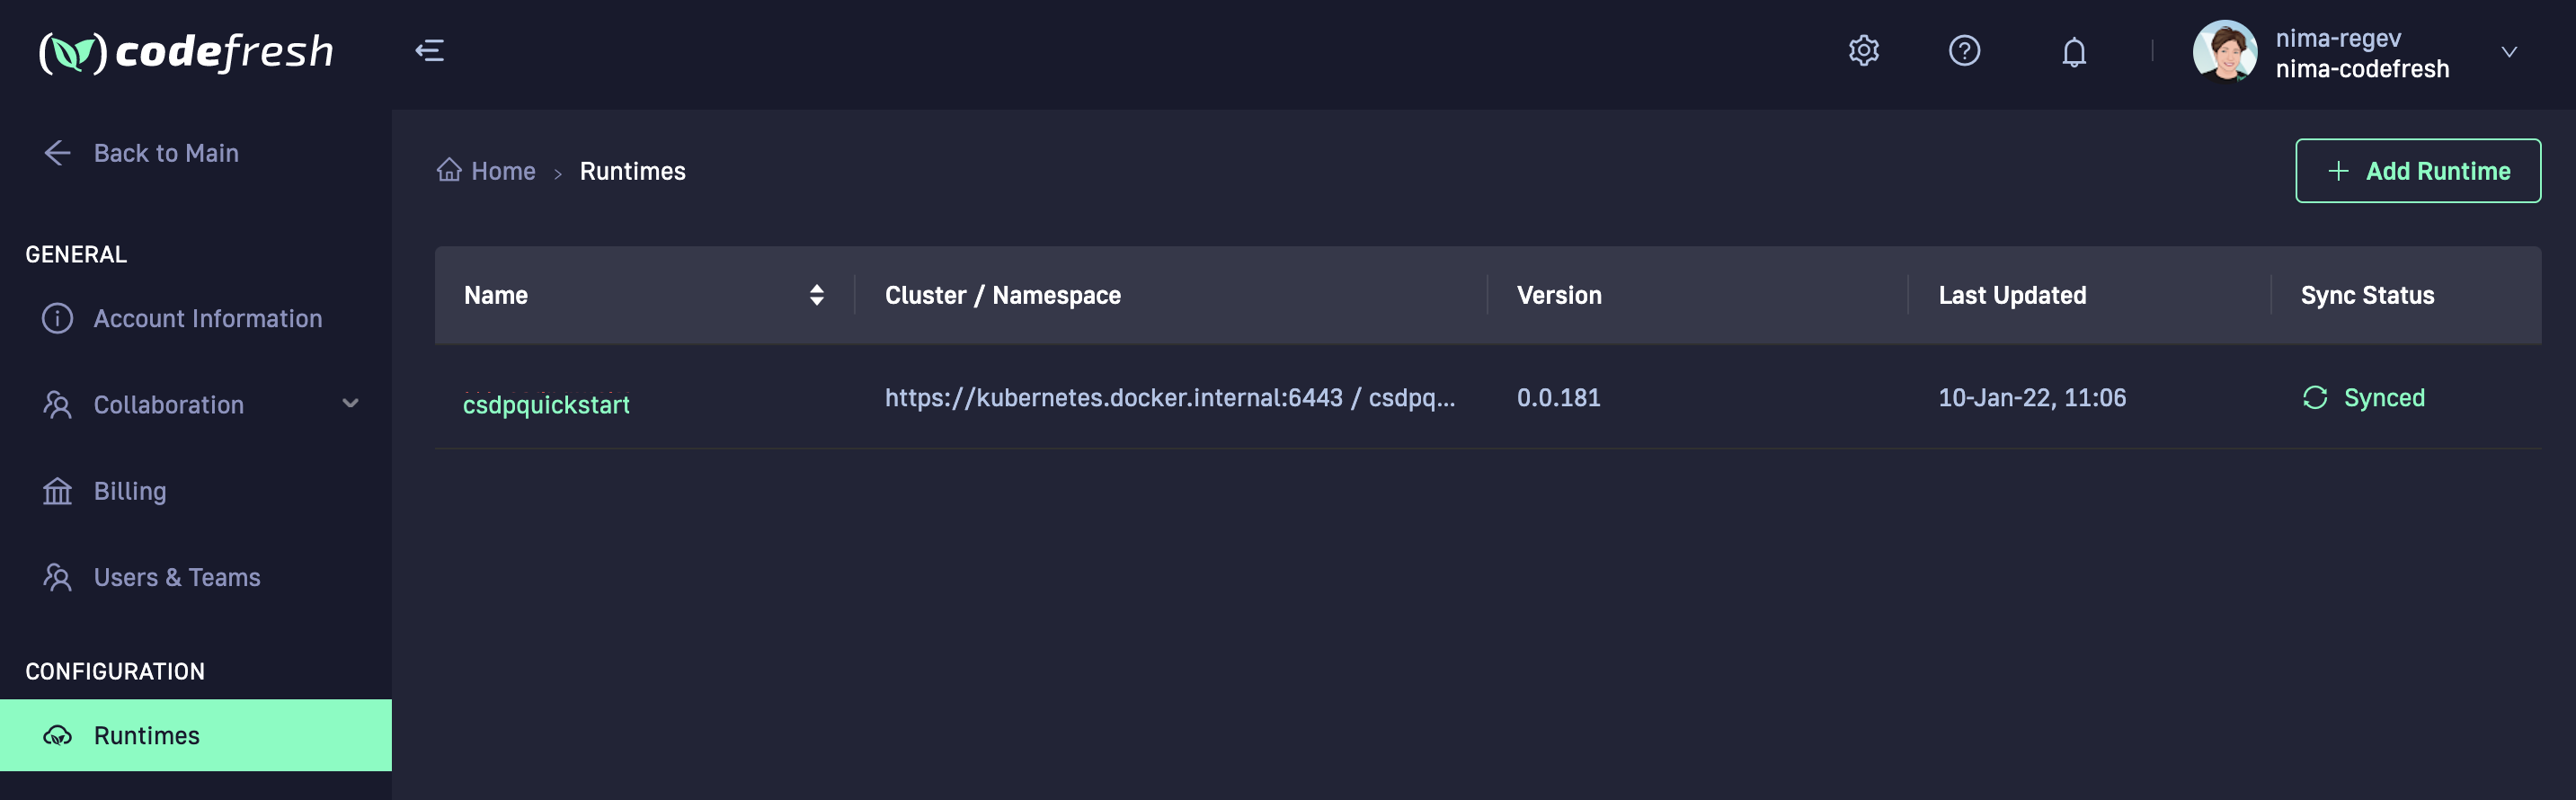 codefresh
nima-regev
nima-codefresh
Back to Main
Home > Runtimes
+ Add Runtime
GENERAL
Account Information
Collaboration
Billing
Users & Teams
CONFIGURATION
Runtimes
Name Cluster / Namespace Version Last Updated Sync Status
csdpquickstart https://kubernetes.docker.internal:6443 / csdpq... 0.0.181 10-Jan-22, 11:06 Synced